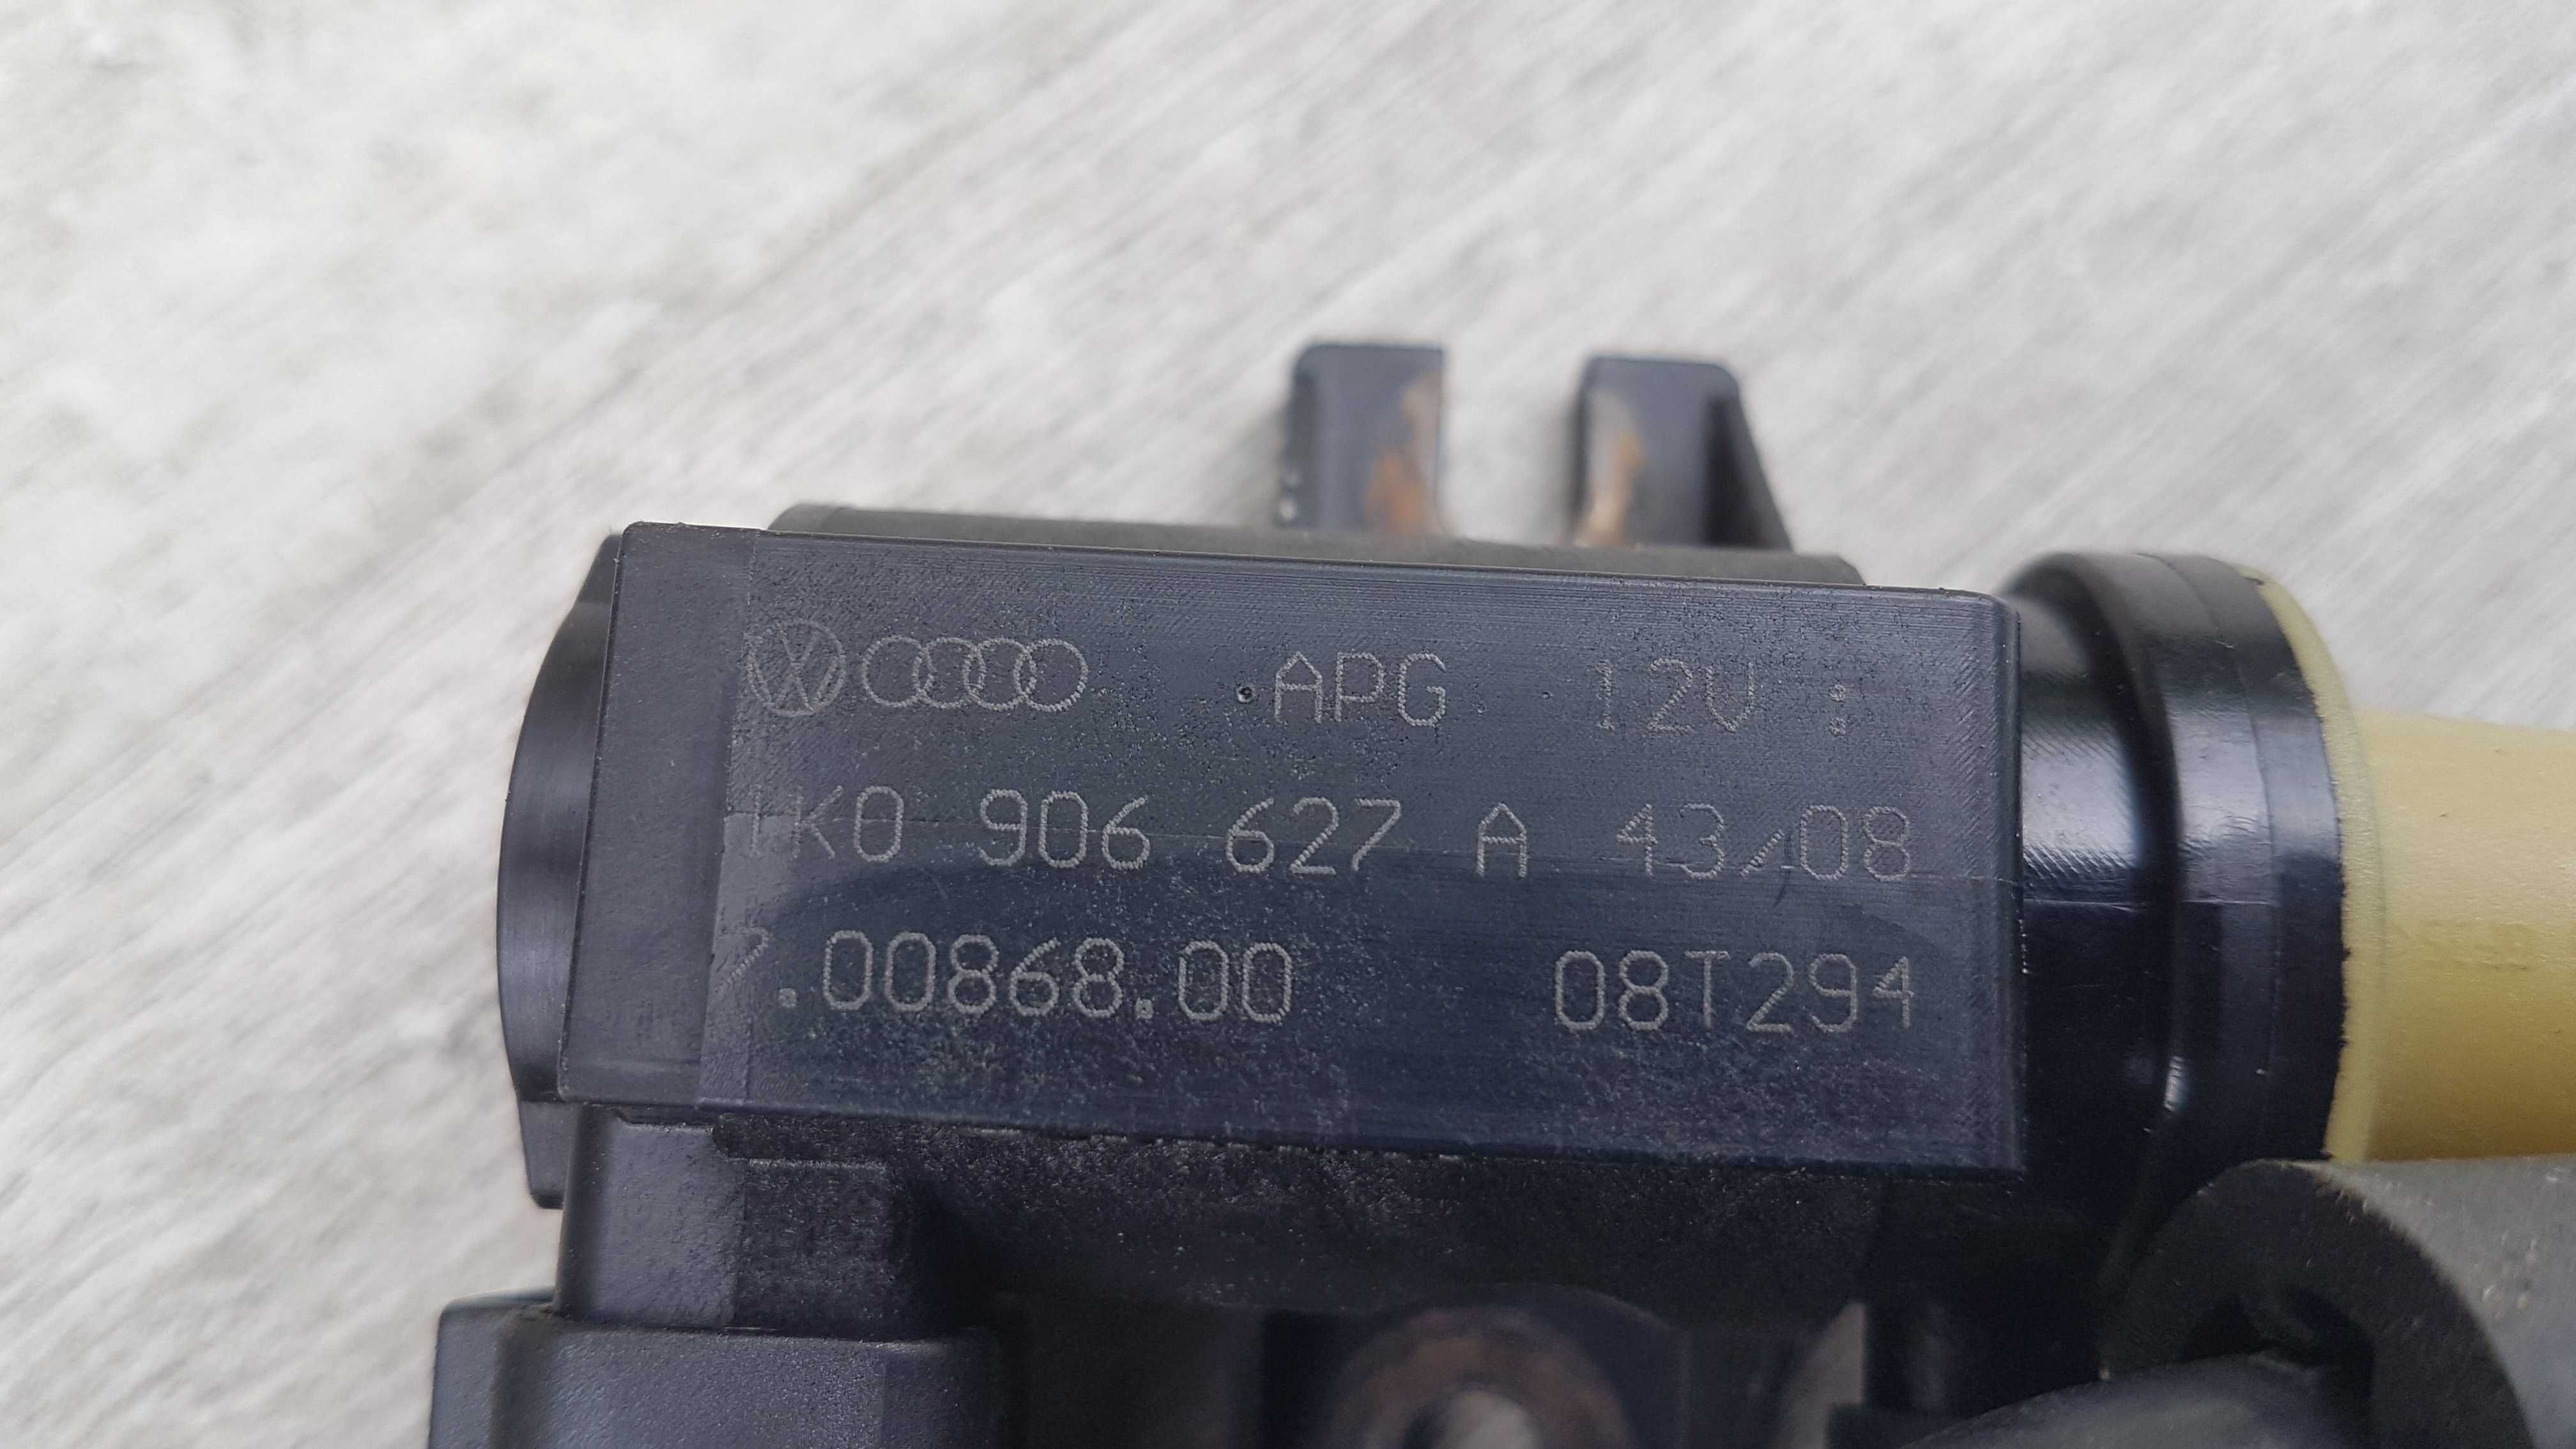 APG 12V :
1K0 906 627 A 43/08
7.00868.00 08T294